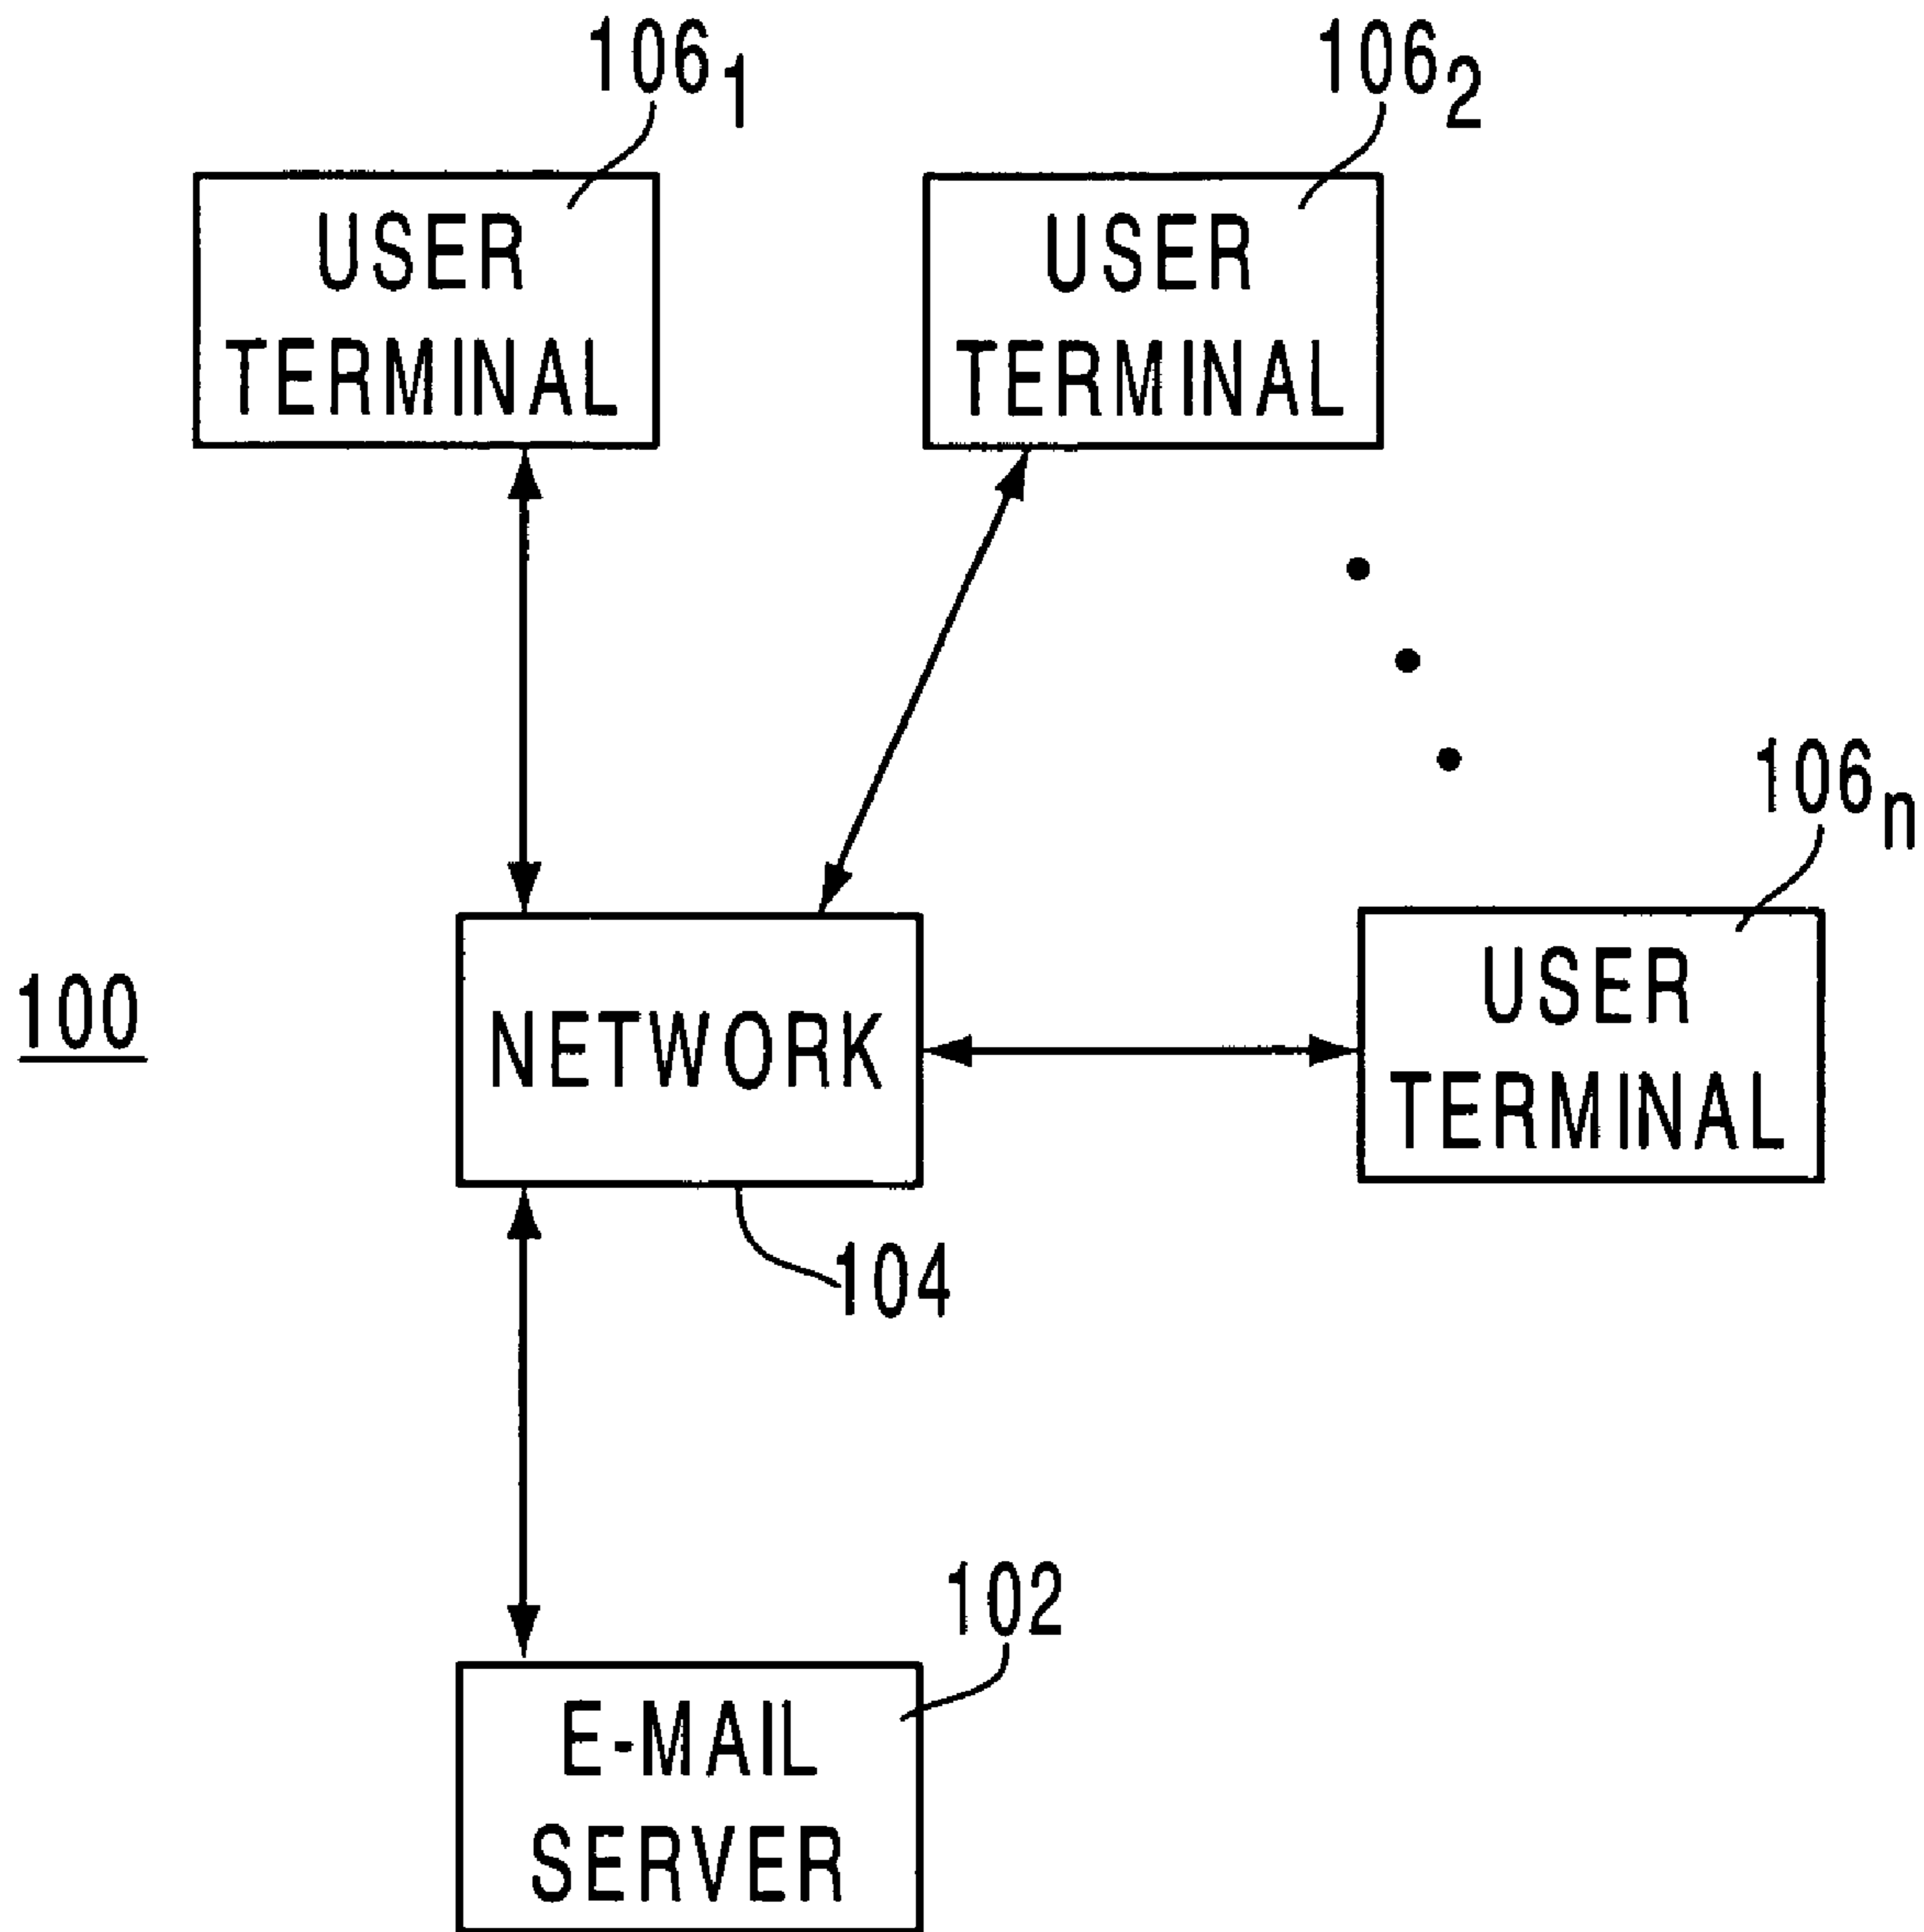 106₁
106₂
USER
TERMINAL
USER
TERMINAL
106ₙ
USER
TERMINAL
100
NETWORK
104
102
E-MAIL
SERVER